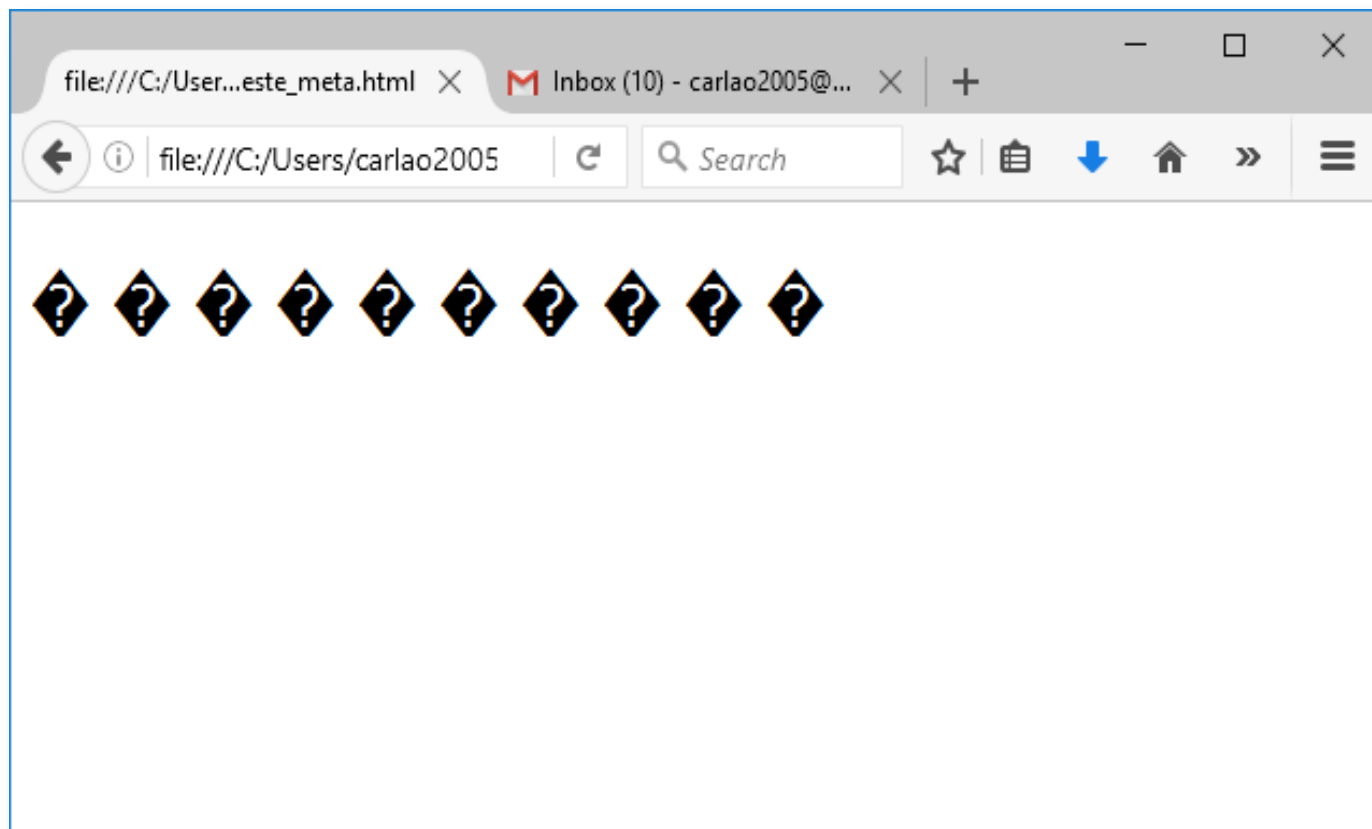 file:///C:/User...este_meta.html
Inbox (10) - carlao2005@...
file:///C:/Users/carlao2005
Search
� � � � � � � � � �